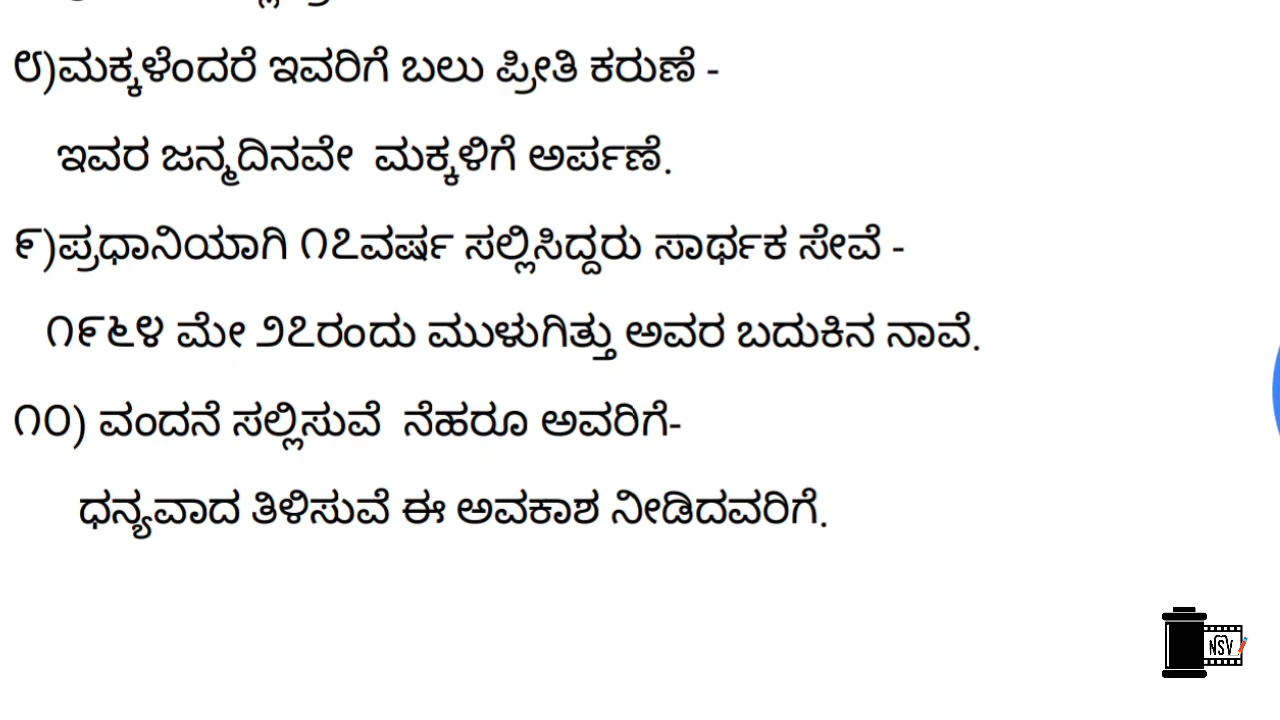 ೮)ಮಕ್ಕಳೆಂದರೆ ಇವರಿಗೆ ಬಲು ಪ್ರೀತಿ ಕರುಣೆ -
ಇವರ ಜನ್ಮದಿನವೇ ಮಕ್ಕಳಿಗೆ ಅರ್ಪಣೆ.
೯)ಪ್ರಧಾನಿಯಾಗಿ ೧೭ವರ್ಷ ಸಲ್ಲಿಸಿದ್ದರು ಸಾರ್ಥಕ ಸೇವೆ -
೧೯೬೪ ಮೇ ೨೭ರಂದು ಮುಳುಗಿತ್ತು ಅವರ ಬದುಕಿನ ನಾವೆ.
೧೦) ವಂದನೆ ಸಲ್ಲಿಸುವೆ ನೆಹರೂ ಅವರಿಗೆ-
ಧನ್ಯವಾದ ತಿಳಿಸುವೆ ಈ ಅವಕಾಶ ನೀಡಿದವರಿಗೆ.
NSV